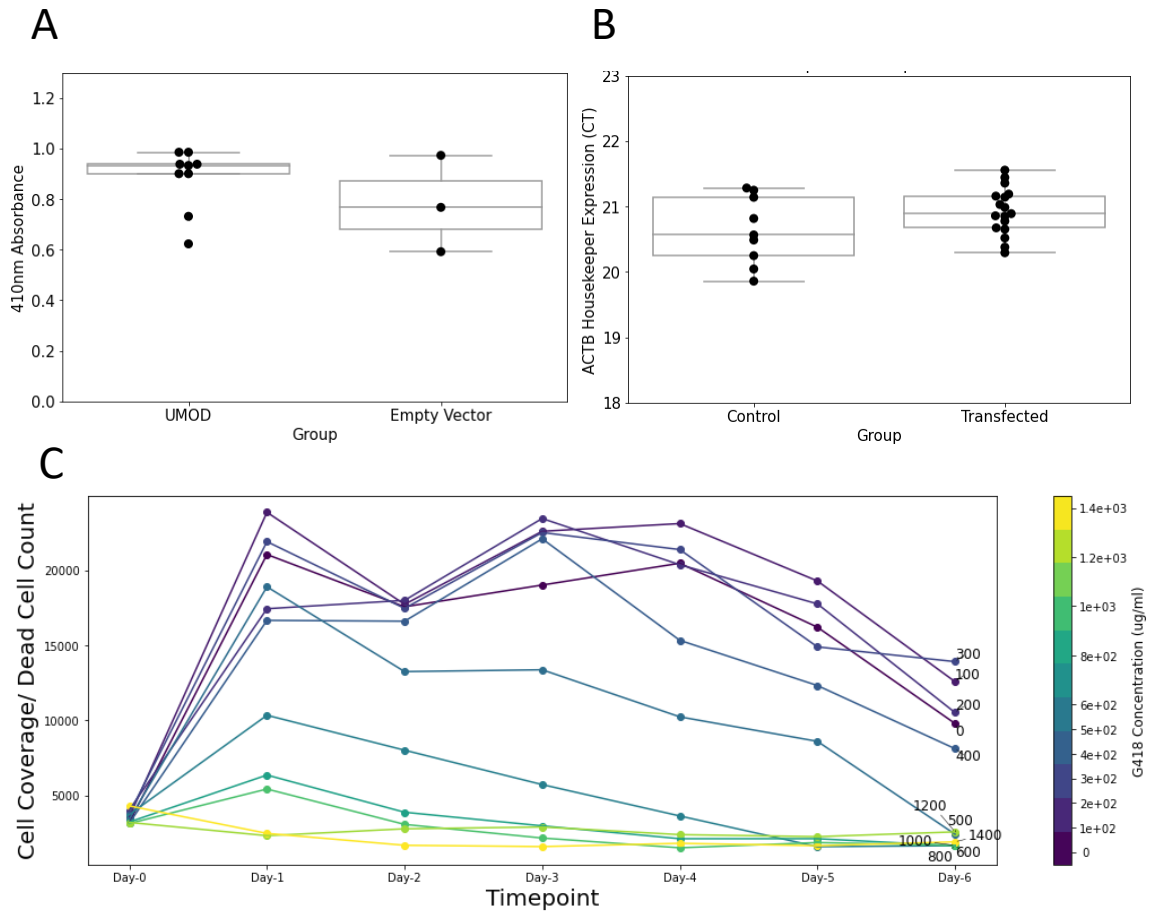 A
B
1.2
1.0
0.8
0.6
0.4
0.2
0.0
410nm Absorbance
UMOD
Empty Vector
Group
23
22
21
20
19
18
ACTB Housekeeper Expression (CT)
Control
Transfected
Group
C
Cell Coverage/ Dead Cell Count
20000
15000
10000
5000
300
100
200
0
400
1200
500
1400
1000
600
800
Day-0
Day-1
Day-2
Day-3
Day-4
Day-5
Day-6
Timepoint
1.4e+03
1.2e+03
1e+03
8e+02
6e+02
5e+02
4e+02
3e+02
2e+02
1e+02
0
G418 Concentration (ug/ml)